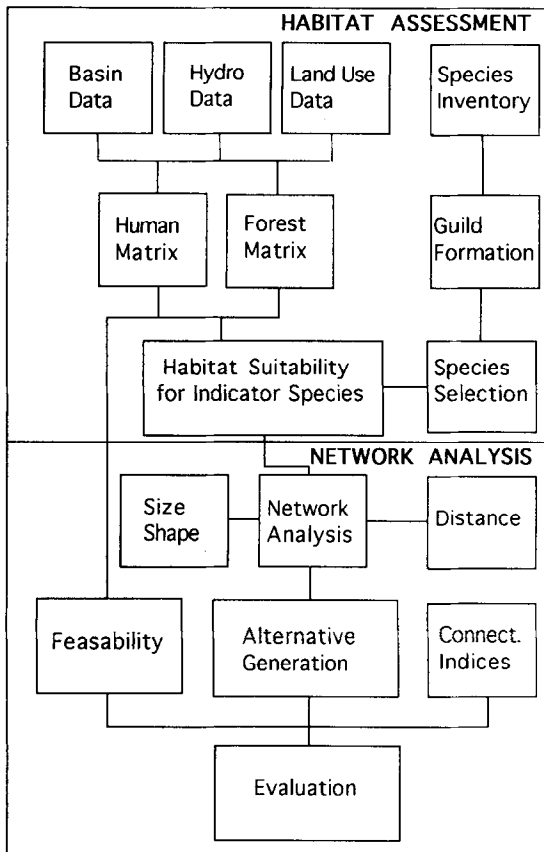 HABITAT ASSESSMENT
Basin
Data
Hydro
Data
Land Use
Data
Species
Inventory
Human
Matrix
Forest
Matrix
Guild
Formation
Habitat Suitability
for Indicator Species
Species
Selection
NETWORK ANALYSIS
Size
Shape
Network
Analysis
Distance
Feasability
Alternative
Generation
Connect.
Indices
Evaluation